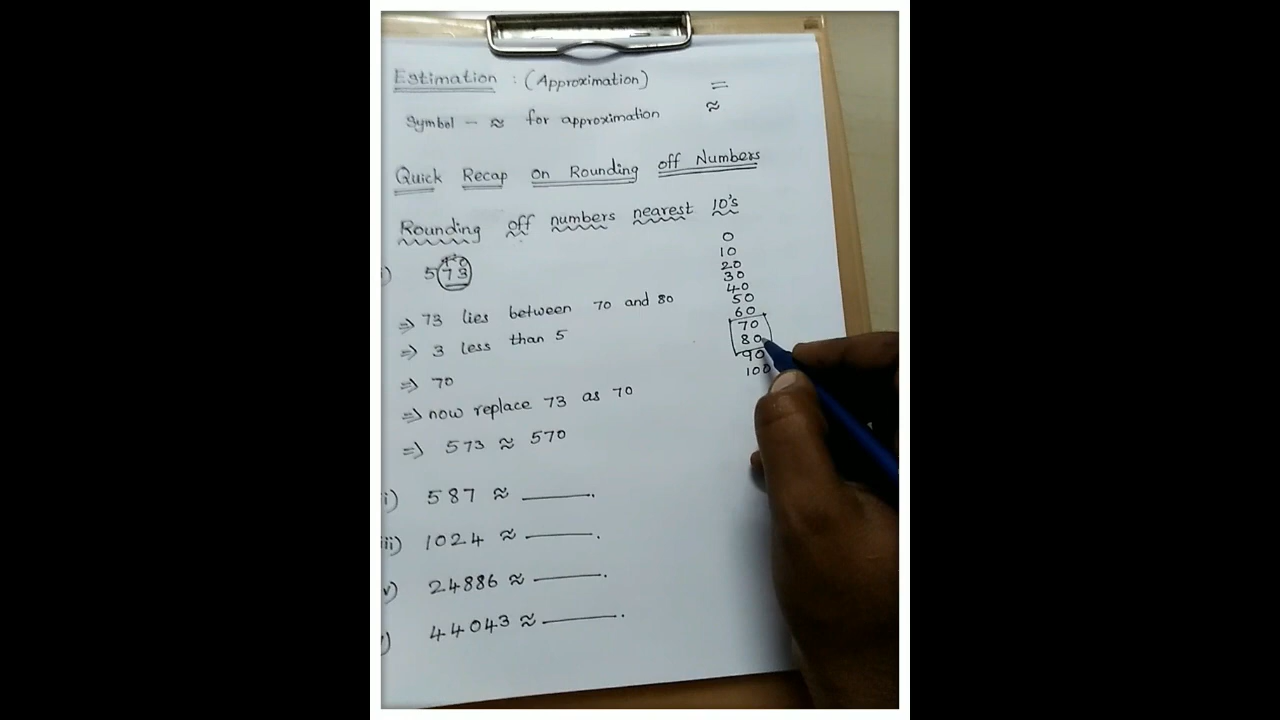 Estimation : (Approximation) =
Symbol - ≈ for approximation ≈
Quick Recap on Rounding off Numbers
Rounding off numbers nearest 10's
0
10
20
30
40
50
60
70
80
90
100
i) 573
⇒ 73 lies between 70 and 80
⇒ 3 less than 5
⇒ 70
⇒ now replace 73 as 70
⇒ 573 ≈ 570
i) 587 ≈ ______.
iii) 1024 ≈ ______.
v) 24886 ≈ ______.
) 44043 ≈ ______.